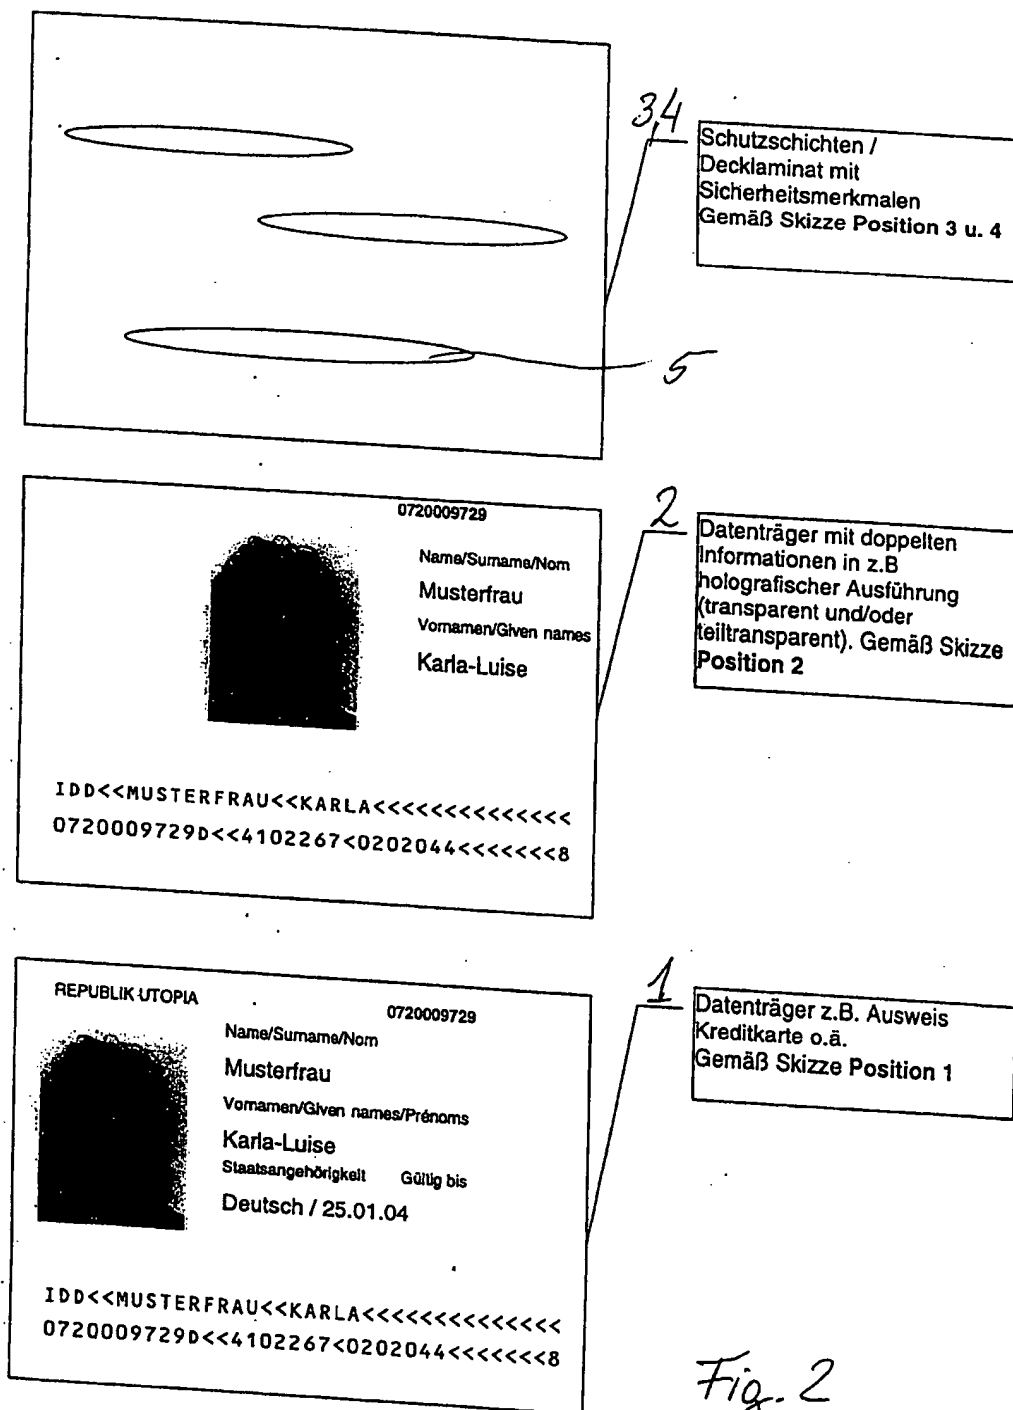 3,4
Schutzschichten /
Decklaminat mit
Sicherheitsmerkmalen
Gemäß Skizze Position 3 u. 4
5
0720009729
Name/Surname/Nom
Musterfrau
Vornamen/Given names
Karla-Luise
IDD<<MUSTERFRAU<<KARLA<<<<<<<<<<<<<<
0720009729D<<4102267<0202044<<<<<<<8
2
Datenträger mit doppelten
Informationen in z.B
holografischer Ausführung
(transparent und/oder
teiltransparent). Gemäß Skizze
Position 2
REPUBLIK UTOPIA
0720009729
Name/Surname/Nom
Musterfrau
Vornamen/Given names/Prénoms
Karla-Luise
Staatsangehörigkeit Gültig bis
Deutsch / 25.01.04
IDD<<MUSTERFRAU<<KARLA<<<<<<<<<<<<<<
0720009729D<<4102267<0202044<<<<<<<8
1
Datenträger z.B. Ausweis
Kreditkarte o.ä.
Gemäß Skizze Position 1
Fig. 2